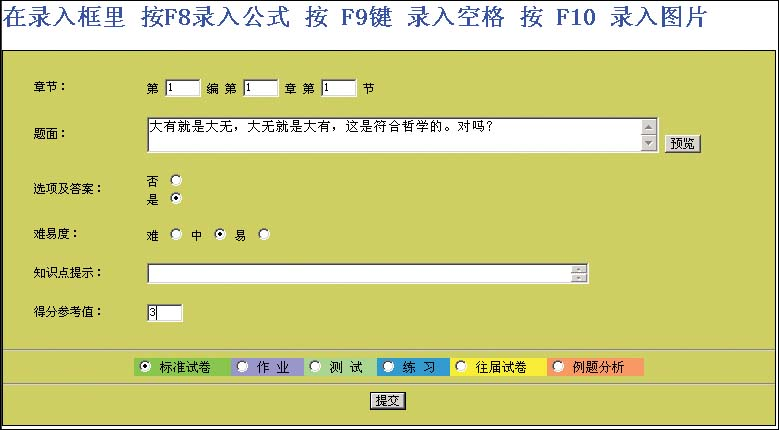 在录入框里 按F8录入公式 按 F9键 录入空格 按 F10 录入图片
章节： 第 1 编 第 1 章 第 1 节
题面： 大有就是大无，大无就是大有，这是符合哲学的。对吗？ 预览
选项及答案： 否
是
难易度： 难 中 易
知识点提示：
得分参考值： 3
标准试卷 作 业 测 试 练 习 往届试卷 例题分析
提交